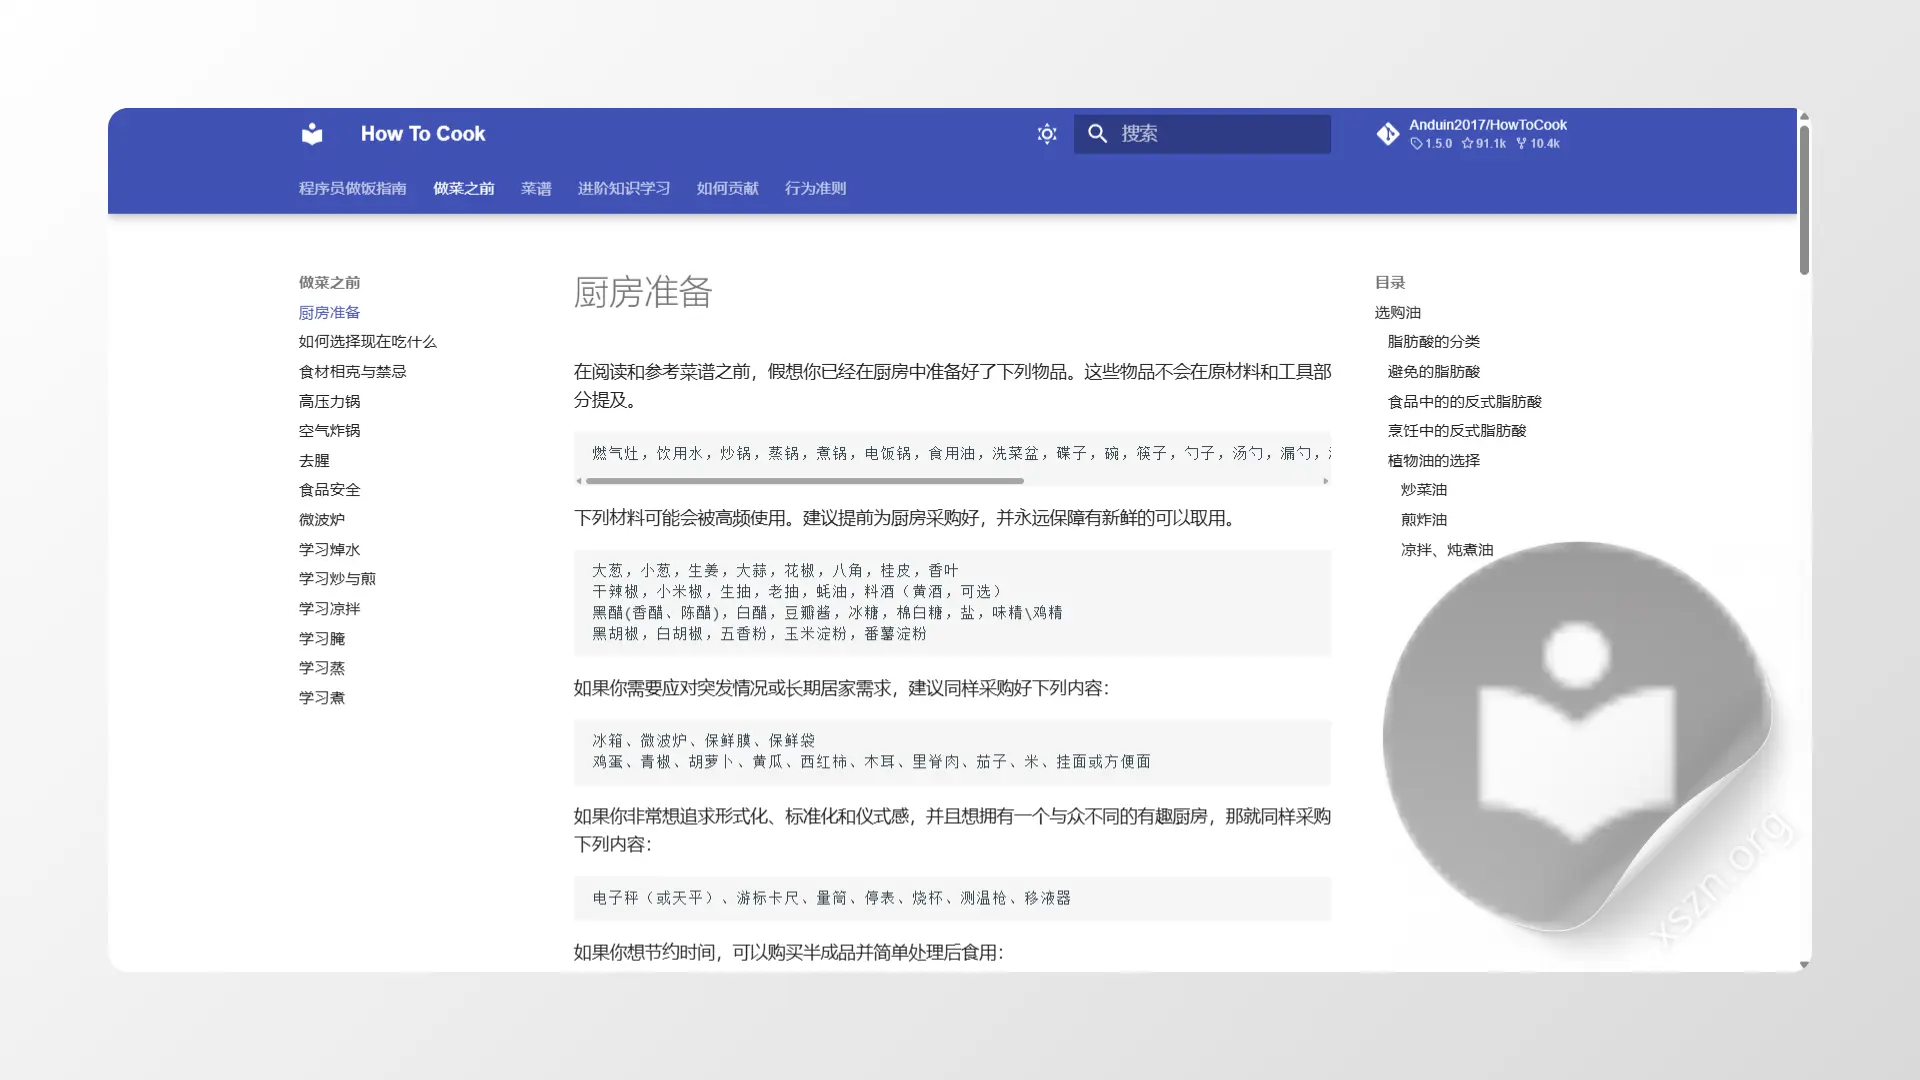 How To Cook
搜索
Anduin2017/HowToCook
1.5.0 91.1k 10.4k
程序员做饭指南 做菜之前 菜谱 进阶知识学习 如何贡献 行为准则
做菜之前
厨房准备
如何选择现在吃什么
食材相克与禁忌
高压力锅
空气炸锅
去腥
食品安全
微波炉
学习焯水
学习炒与煎
学习凉拌
学习腌
学习蒸
学习煮
厨房准备
在阅读和参考菜谱之前，假想你已经在厨房中准备好了下列物品。这些物品不会在原材料和工具部
分提及。
燃气灶，饮用水，炒锅，蒸锅，煮锅，电饭锅，食用油，洗菜盆，碟子，碗，筷子，勺子，汤勺，漏勺，
下列材料可能会被高频使用。建议提前为厨房采购好，并永远保障有新鲜的可以取用。
大葱，小葱，生姜，大蒜，花椒，八角，桂皮，香叶
干辣椒，小米椒，生抽，老抽，蚝油，料酒（黄酒，可选）
黑醋(香醋、陈醋)，白醋，豆瓣酱，冰糖，棉白糖，盐，味精\鸡精
黑胡椒，白胡椒，五香粉，玉米淀粉，番薯淀粉
如果你需要应对突发情况或长期居家需求，建议同样采购好下列内容：
冰箱、微波炉、保鲜膜、保鲜袋
鸡蛋、青椒、胡萝卜、黄瓜、西红柿、木耳、里脊肉、茄子、米、挂面或方便面
如果你非常想追求形式化、标准化和仪式感，并且想拥有一个与众不同的有趣厨房，那就同样采购
下列内容：
电子秤（或天平）、游标卡尺、量筒、停表、烧杯、测温枪、移液器
如果你想节约时间，可以购买半成品并简单处理后食用：
目录
选购油
脂肪酸的分类
避免的脂肪酸
食品中的的反式脂肪酸
烹饪中的反式脂肪酸
植物油的选择
炒菜油
煎炸油
凉拌、炖煮油
xszn.org